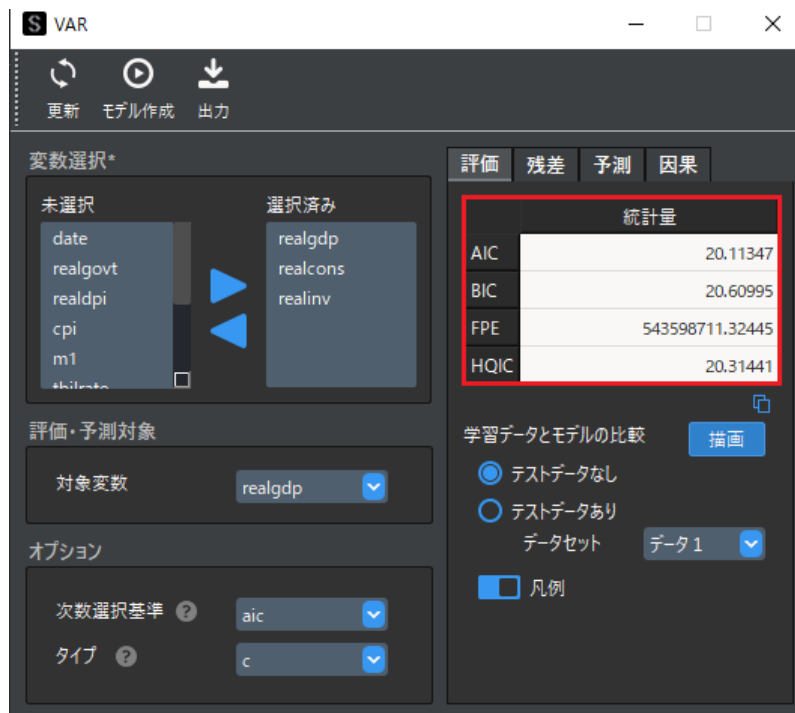 S VAR
更新 モデル作成 出力
変数選択*
未選択 選択済み
date
realgovt
realdpi
cpi
m1
tbilrate
realgdp
realcons
realinv
評価・予測対象
対象変数 realgdp
オプション
次数選択基準 ? aic
タイプ ? c
評価 残差 予測 因果
統計量
AIC 20.11347
BIC 20.60995
FPE 543598711.32445
HQIC 20.31441
学習データとモデルの比較 描画
テストデータなし
テストデータあり
データセット データ 1
凡例